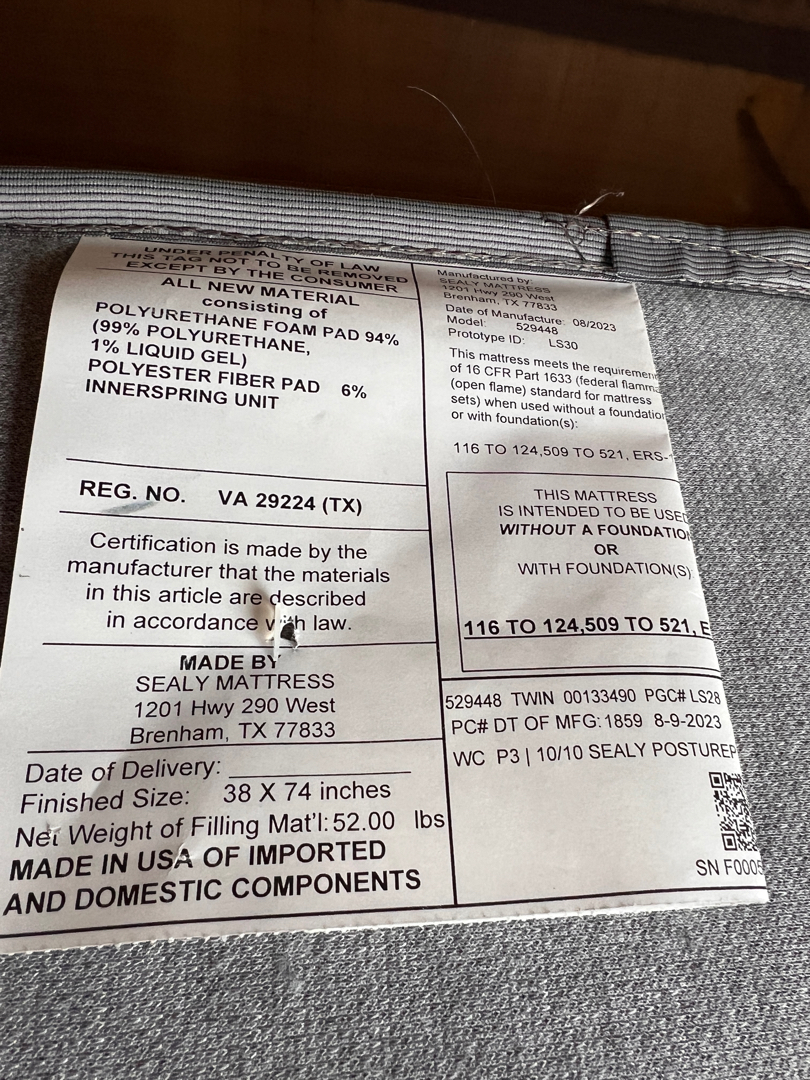 UNDER PENALTY OF LAW
THIS TAG NOT TO BE REMOVED
EXCEPT BY THE CONSUMER
ALL NEW MATERIAL
consisting of
POLYURETHANE FOAM PAD 94%
(99% POLYURETHANE,
1% LIQUID GEL)
POLYESTER FIBER PAD 6%
INNERSPRING UNIT
REG. NO. VA 29224 (TX)
Certification is made by the
manufacturer that the materials
in this article are described
in accordance with law.
MADE BY
SEALY MATTRESS
1201 Hwy 290 West
Brenham, TX 77833
Date of Delivery:
Finished Size: 38 X 74 inches
Net Weight of Filling Mat'l: 52.00 lbs
MADE IN USA OF IMPORTED
AND DOMESTIC COMPONENTS
Manufactured by:
SEALY MATTRESS
1201 Hwy 290 West
Brenham, TX 77833
Date of Manufacture: 08/2023
Model: 529448
Prototype ID: LS30
This mattress meets the requiremen
of 16 CFR Part 1633 (federal flamma
(open flame) standard for mattress
sets) when used without a foundation
or with foundation(s):
116 TO 124,509 TO 521, ERS-
THIS MATTRESS
IS INTENDED TO BE USED
WITHOUT A FOUNDATIO
OR
WITH FOUNDATION(S)
116 TO 124,509 TO 521, E
529448 TWIN 00133490 PGC# LS28
PC# DT OF MFG: 1859 8-9-2023
WC P3 | 10/10 SEALY POSTUREP
SN F0005